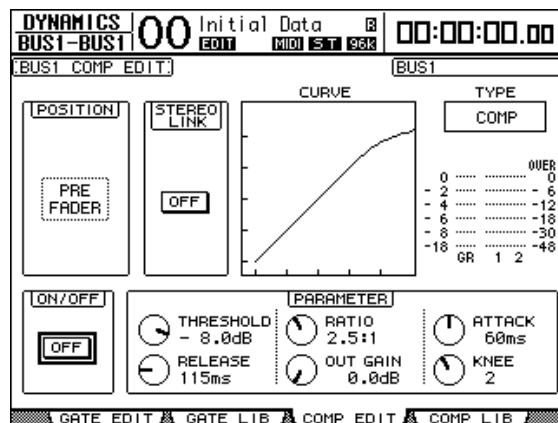 DYNAMICS
BUS1-BUS1
00
Initial Data R
EDIT MIDI ST 96k
00:00:00.00
BUS1 COMP EDIT
BUS1
POSITION
PRE
FADER
STEREO
LINK
OFF
CURVE
TYPE
COMP
OVER
0 0
- 2 - 6
- 4 -12
- 6 -18
- 8 -30
-18 -48
GR 1 2
ON/OFF
OFF
PARAMETER
THRESHOLD
- 8.0dB
RATIO
2.5:1
ATTACK
60ms
RELEASE
115ms
OUT GAIN
0.0dB
KNEE
2
GATE EDIT GATE LIB COMP EDIT COMP LIB